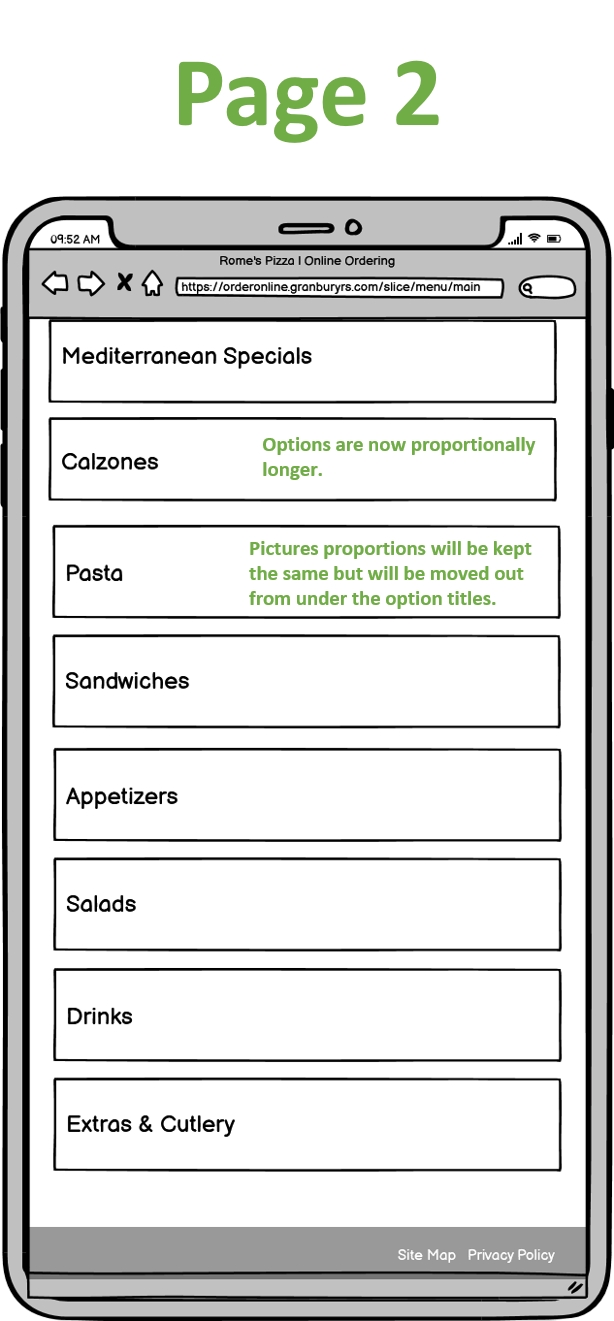 Page 2
09:52 AM
Rome's Pizza | Online Ordering
https://orderonline.granburyrs.com/slice/menu/main
Mediterranean Specials
Calzones
Options are now proportionally
longer.
Pasta
Pictures proportions will be kept
the same but will be moved out
from under the option titles.
Sandwiches
Appetizers
Salads
Drinks
Extras & Cutlery
Site Map Privacy Policy